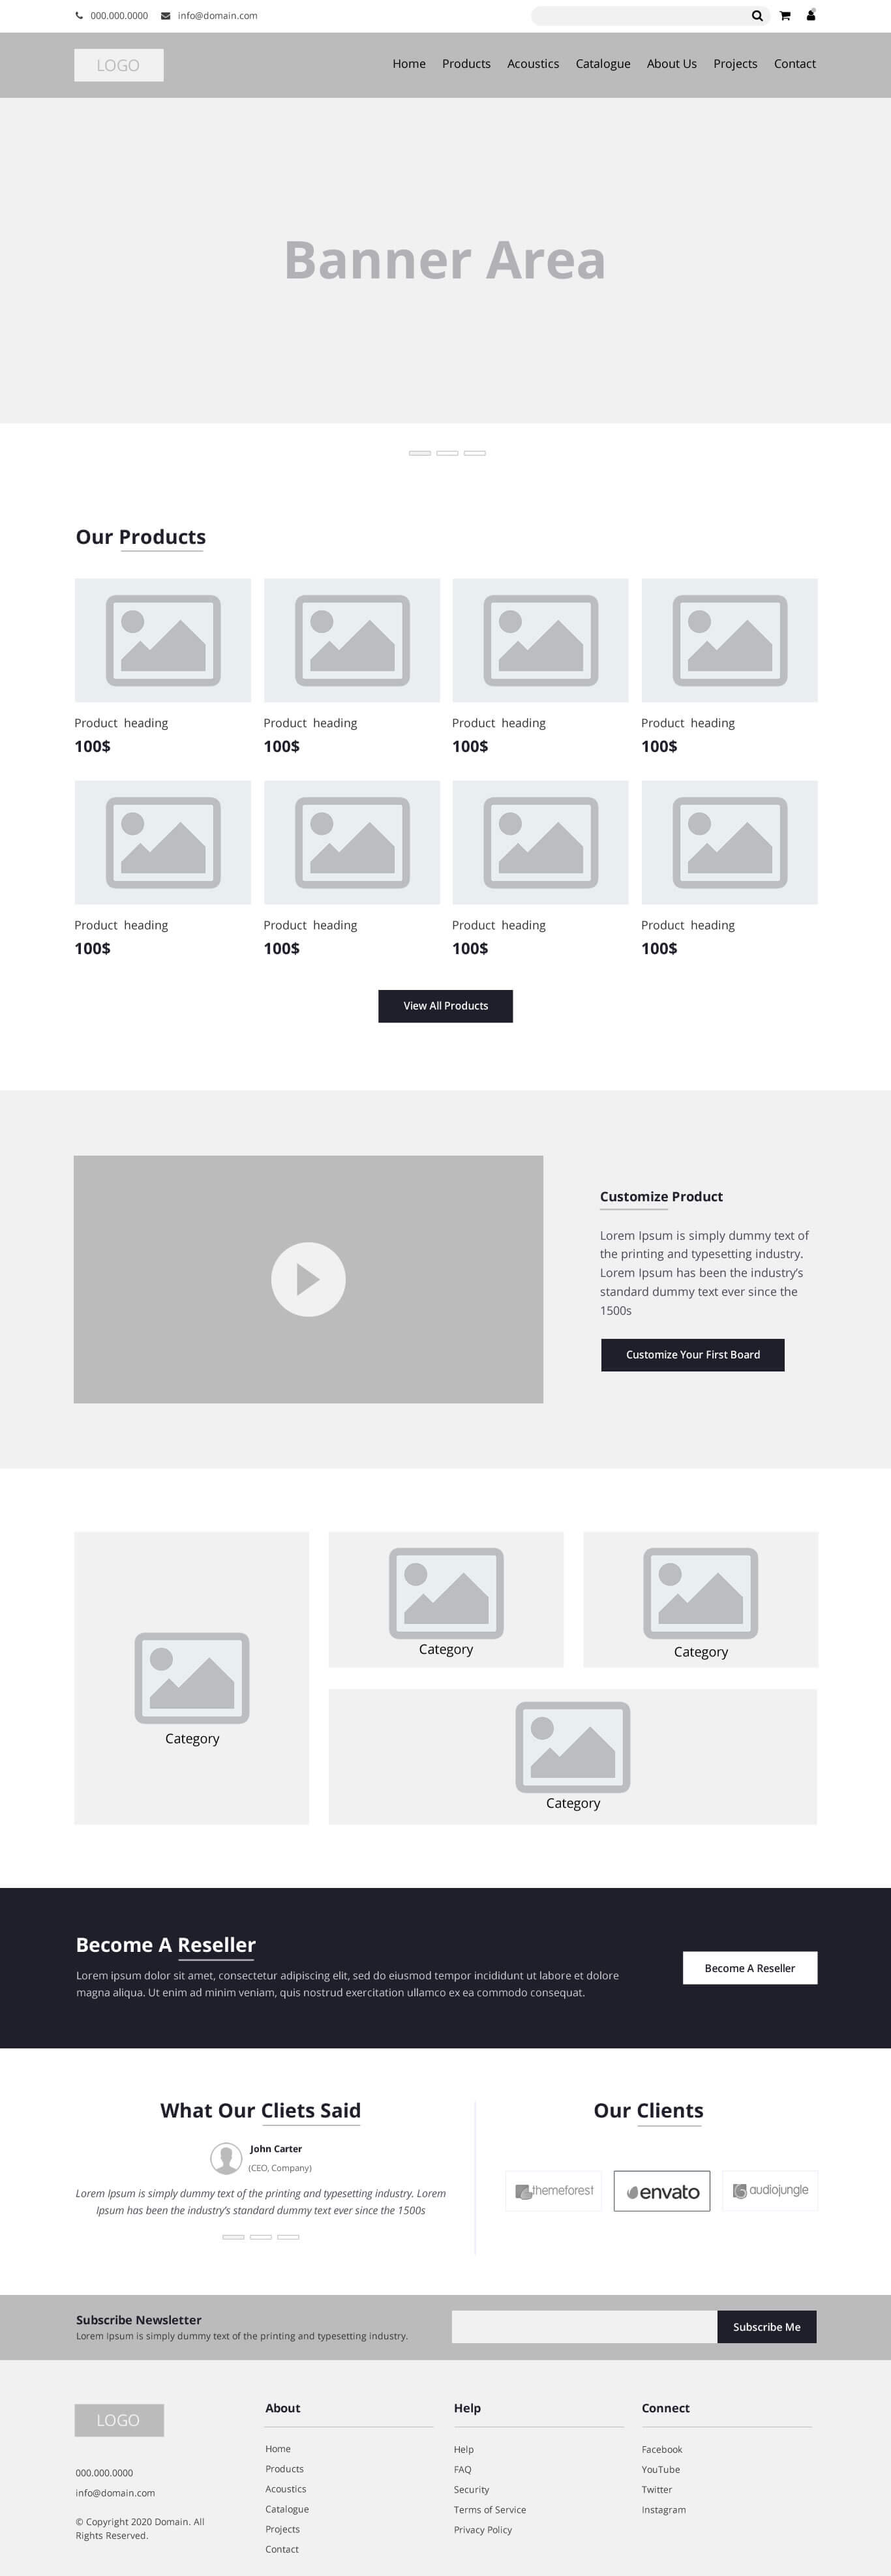 000.000.0000 info@domain.com
LOGO
Home Products Acoustics Catalogue About Us Projects Contact
Banner Area
Our Products
Product heading Product heading Product heading Product heading
100$ 100$ 100$ 100$
Product heading Product heading Product heading Product heading
100$ 100$ 100$ 100$
View All Products
Customize Product
Lorem Ipsum is simply dummy text of
the printing and typesetting industry.
Lorem Ipsum has been the industry’s
standard dummy text ever since the
1500s
Customize Your First Board
Category
Category
Category
Category
Become A Reseller
Lorem ipsum dolor sit amet, consectetur adipiscing elit, sed do eiusmod tempor incididunt ut labore et dolore
magna aliqua. Ut enim ad minim veniam, quis nostrud exercitation ullamco ex ea commodo consequat.
Become A Reseller
What Our Cliets Said
John Carter
(CEO, Company)
Lorem Ipsum is simply dummy text of the printing and typesetting industry. Lorem
Ipsum has been the industry’s standard dummy text ever since the 1500s
Our Clients
themeforest envato audiojungle
Subscribe Newsletter
Lorem Ipsum is simply dummy text of the printing and typesetting industry.
Subscribe Me
LOGO
000.000.0000
info@domain.com
© Copyright 2020 Domain. All
Rights Reserved.
About
Home
Products
Acoustics
Catalogue
Projects
Contact
Help
Help
FAQ
Security
Terms of Service
Privacy Policy
Connect
Facebook
YouTube
Twitter
Instagram